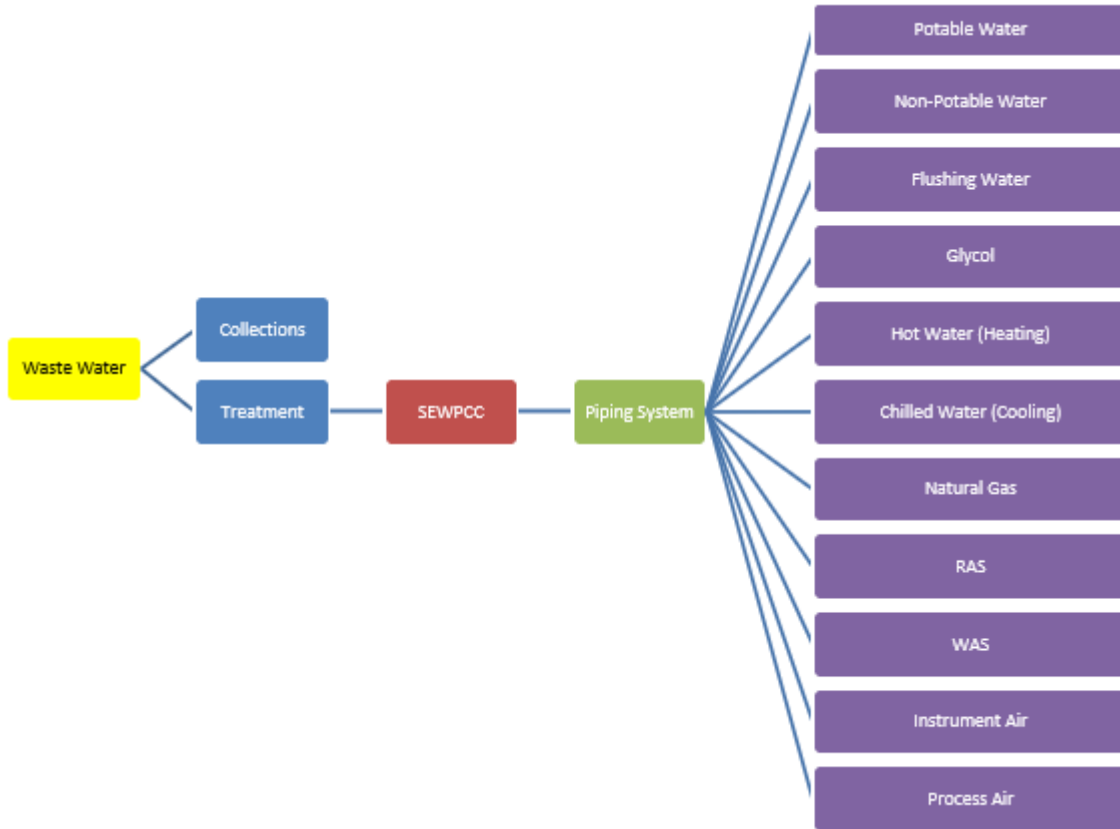 Potable Water
Non-Potable Water
Flushing Water
Glycol
Collections
Hot Water (Heating)
Waste Water
Treatment
SEWPCC
Piping System
Chilled Water (Cooling)
Natural Gas
RAS
WAS
Instrument Air
Process Air